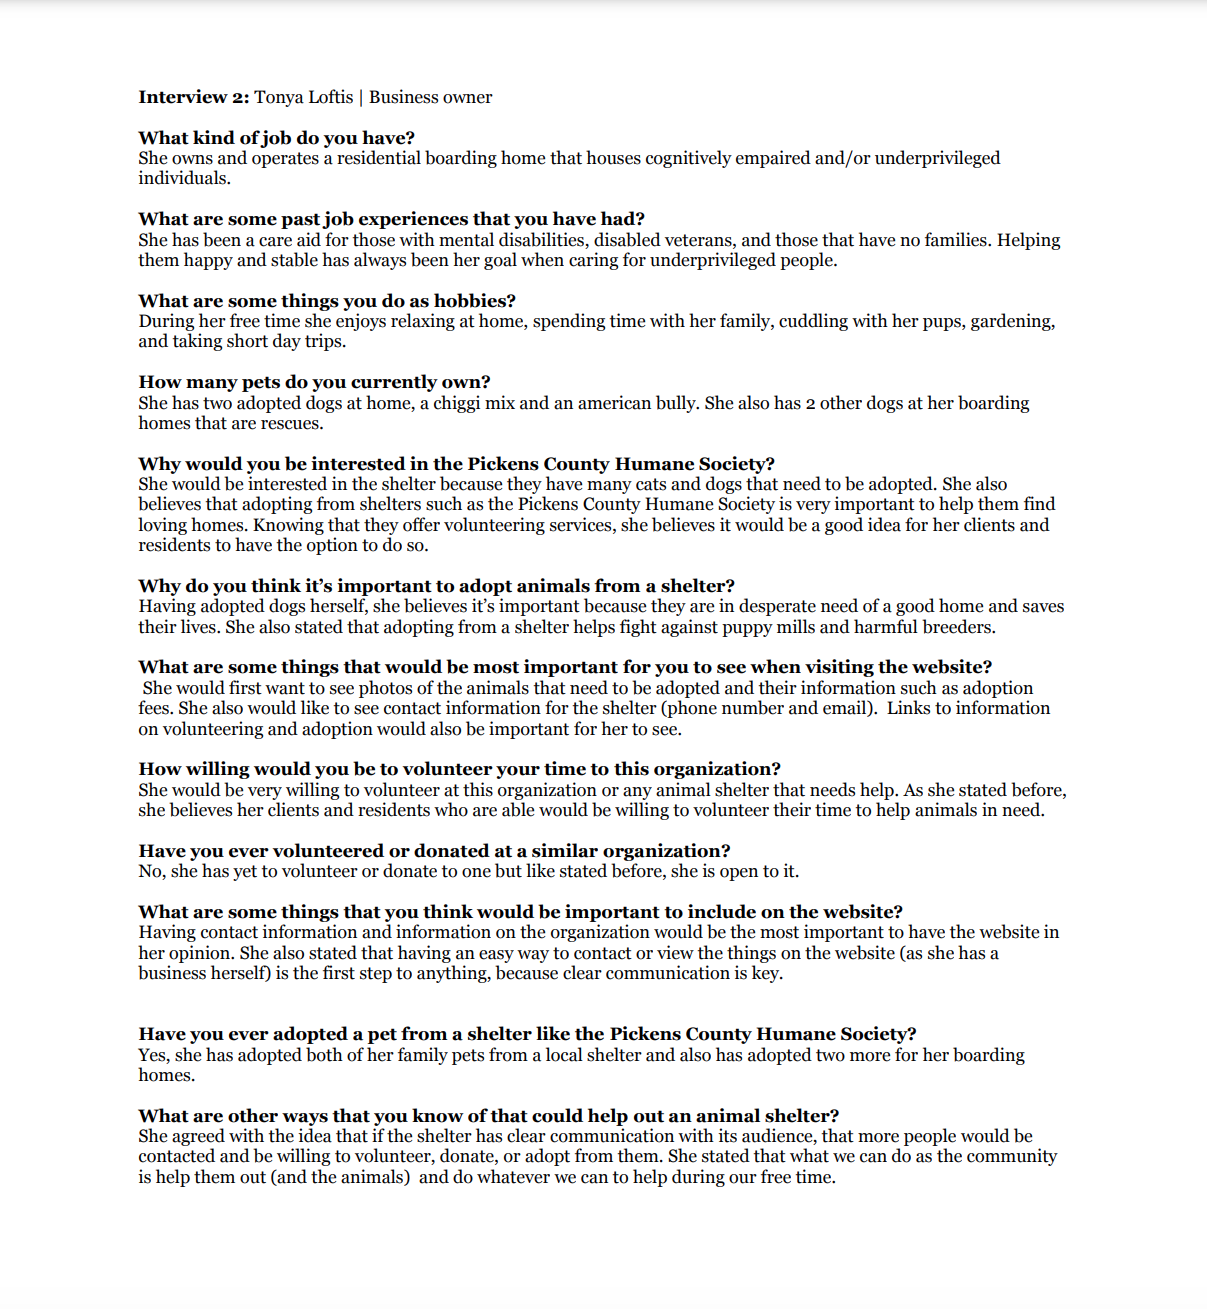 Interview 2: Tonya Loftis | Business owner
What kind of job do you have?
She owns and operates a residential boarding home that houses cognitively empaired and/or underprivileged
individuals.
What are some past job experiences that you have had?
She has been a care aid for those with mental disabilities, disabled veterans, and those that have no families. Helping
them happy and stable has always been her goal when caring for underprivileged people.
What are some things you do as hobbies?
During her free time she enjoys relaxing at home, spending time with her family, cuddling with her pups, gardening,
and taking short day trips.
How many pets do you currently own?
She has two adopted dogs at home, a chiggi mix and an american bully. She also has 2 other dogs at her boarding
homes that are rescues.
Why would you be interested in the Pickens County Humane Society?
She would be interested in the shelter because they have many cats and dogs that need to be adopted. She also
believes that adopting from shelters such as the Pickens County Humane Society is very important to help them find
loving homes. Knowing that they offer volunteering services, she believes it would be a good idea for her clients and
residents to have the option to do so.
Why do you think it’s important to adopt animals from a shelter?
Having adopted dogs herself, she believes it’s important because they are in desperate need of a good home and saves
their lives. She also stated that adopting from a shelter helps fight against puppy mills and harmful breeders.
What are some things that would be most important for you to see when visiting the website?
She would first want to see photos of the animals that need to be adopted and their information such as adoption
fees. She also would like to see contact information for the shelter (phone number and email).  Links to information
on volunteering and adoption would also be important for her to see.
How willing would you be to volunteer your time to this organization?
She would be very willing to volunteer at this organization or any animal shelter that needs help. As she stated before,
she believes her clients and residents who are able would be willing to volunteer their time to help animals in need.
Have you ever volunteered or donated at a similar organization?
No, she has yet to volunteer or donate to one but like stated before, she is open to it.
What are some things that you think would be important to include on the website?
Having contact information and information on the organization would be the most important to have the website in
her opinion. She also stated that having an easy way to contact or view the things on the website (as she has a
business herself) is the first step to anything, because clear communication is key.
Have you ever adopted a pet from a shelter like the Pickens County Humane Society?
Yes, she has adopted both of her family pets from a local shelter and also has adopted two more for her boarding
homes.
What are other ways that you know of that could help out an animal shelter?
She agreed with the idea that if the shelter has clear communication with its audience, that more people would be
contacted and be willing to volunteer, donate, or adopt from them. She stated that what we can do as the community
is help them out (and the animals)  and do whatever we can to help during our free time.